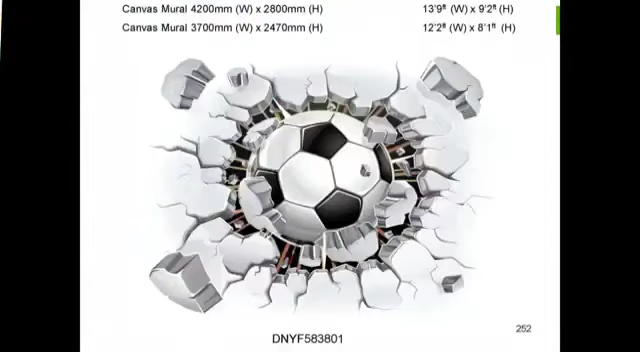 Canvas Mural 4200mm (W) x 2800mm (H) 13'9ft (W) x 9'2ft (H)
Canvas Mural 3700mm (W) x 2470mm (H) 12'2ft (W) x 8'1ft (H)
252
DNYF583801